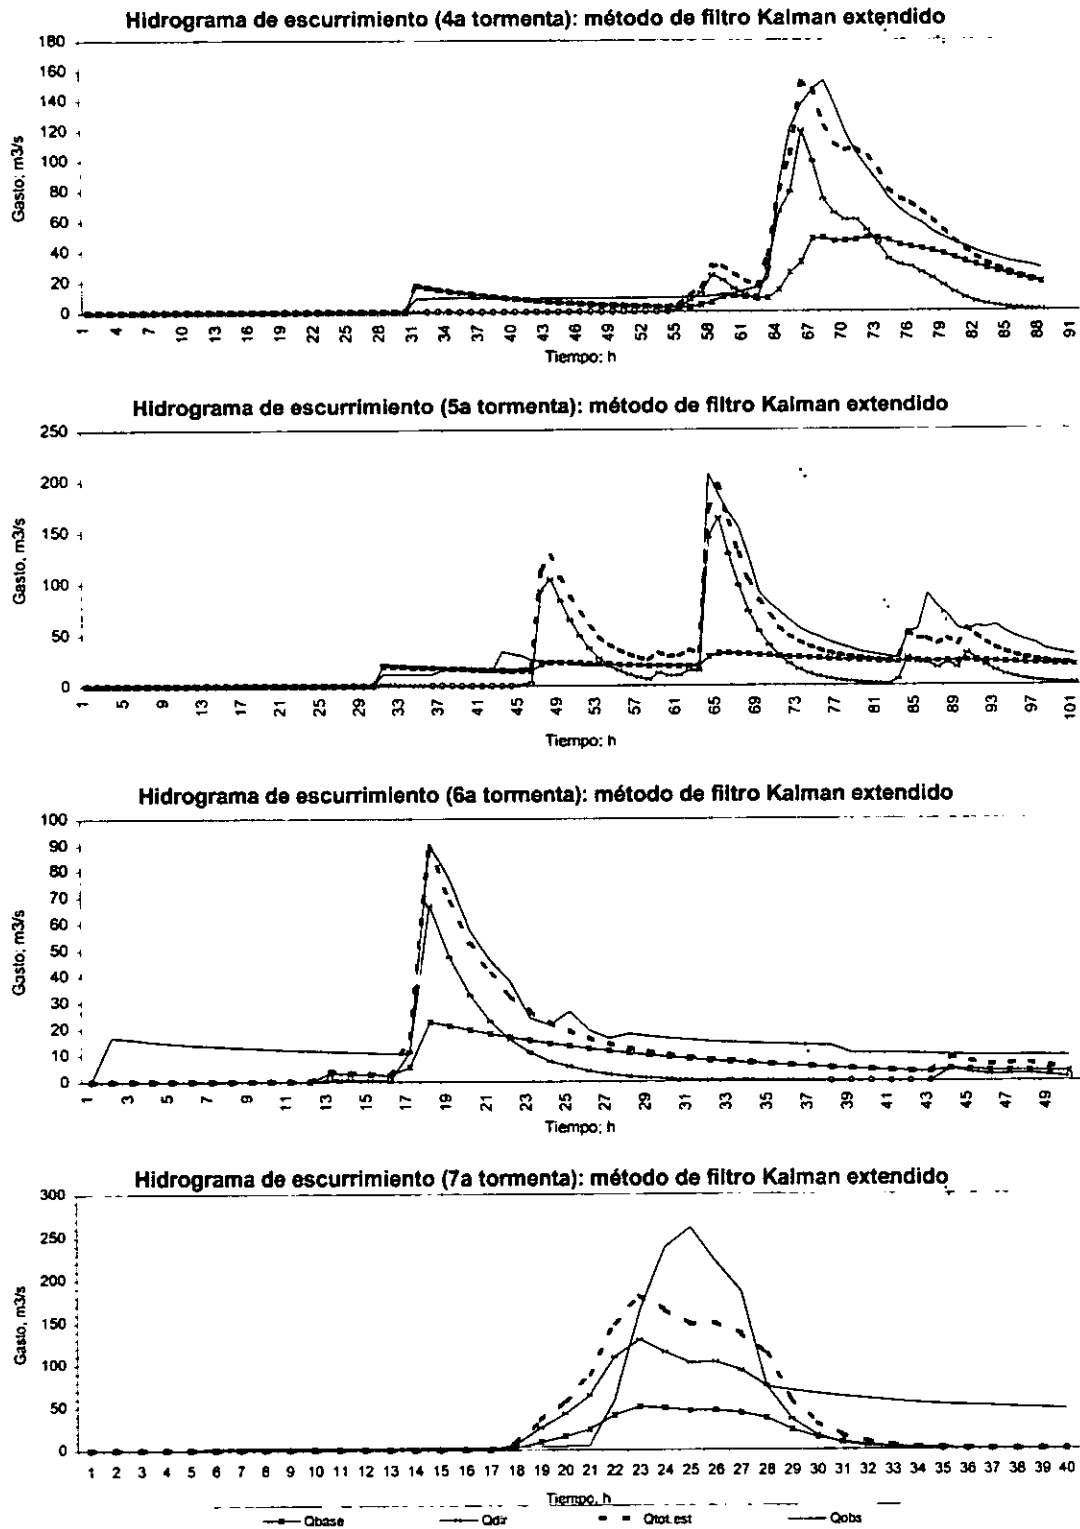 Hidrograma de escurrimiento (4a tormenta): método de filtro Kalman extendido
180
160
140
120
100
80
60
40
20
0
Gasto; m3/s
1 4 7 10 13 16 19 22 25 28 31 34 37 40 43 46 49 52 55 58 61 64 67 70 73 76 79 82 85 88 91
Tiempo; h
Hidrograma de escurrimiento (5a tormenta): método de filtro Kalman extendido
250
200
150
100
50
0
Gasto, m3/s
1 5 9 13 17 21 25 29 33 37 41 45 49 53 57 61 65 69 73 77 81 85 89 93 97 101
Tiempo; h
Hidrograma de escurrimiento (6a tormenta): método de filtro Kalman extendido
100
90
80
70
60
50
40
30
20
10
0
Gasto; m3/s
1 3 5 7 9 11 13 15 17 19 21 23 25 27 29 31 33 35 37 39 41 43 45 47 49
Tiempo; h
Hidrograma de escurrimiento (7a tormenta): método de filtro Kalman extendido
300
250
200
150
100
50
0
Gasto, m3/s
1 2 3 4 5 6 7 8 9 10 11 12 13 14 15 16 17 18 19 20 21 22 23 24 25 26 27 28 29 30 31 32 33 34 35 36 37 38 39 40
Tiempo, h
Qbase Qdir Qtot.est Qobs